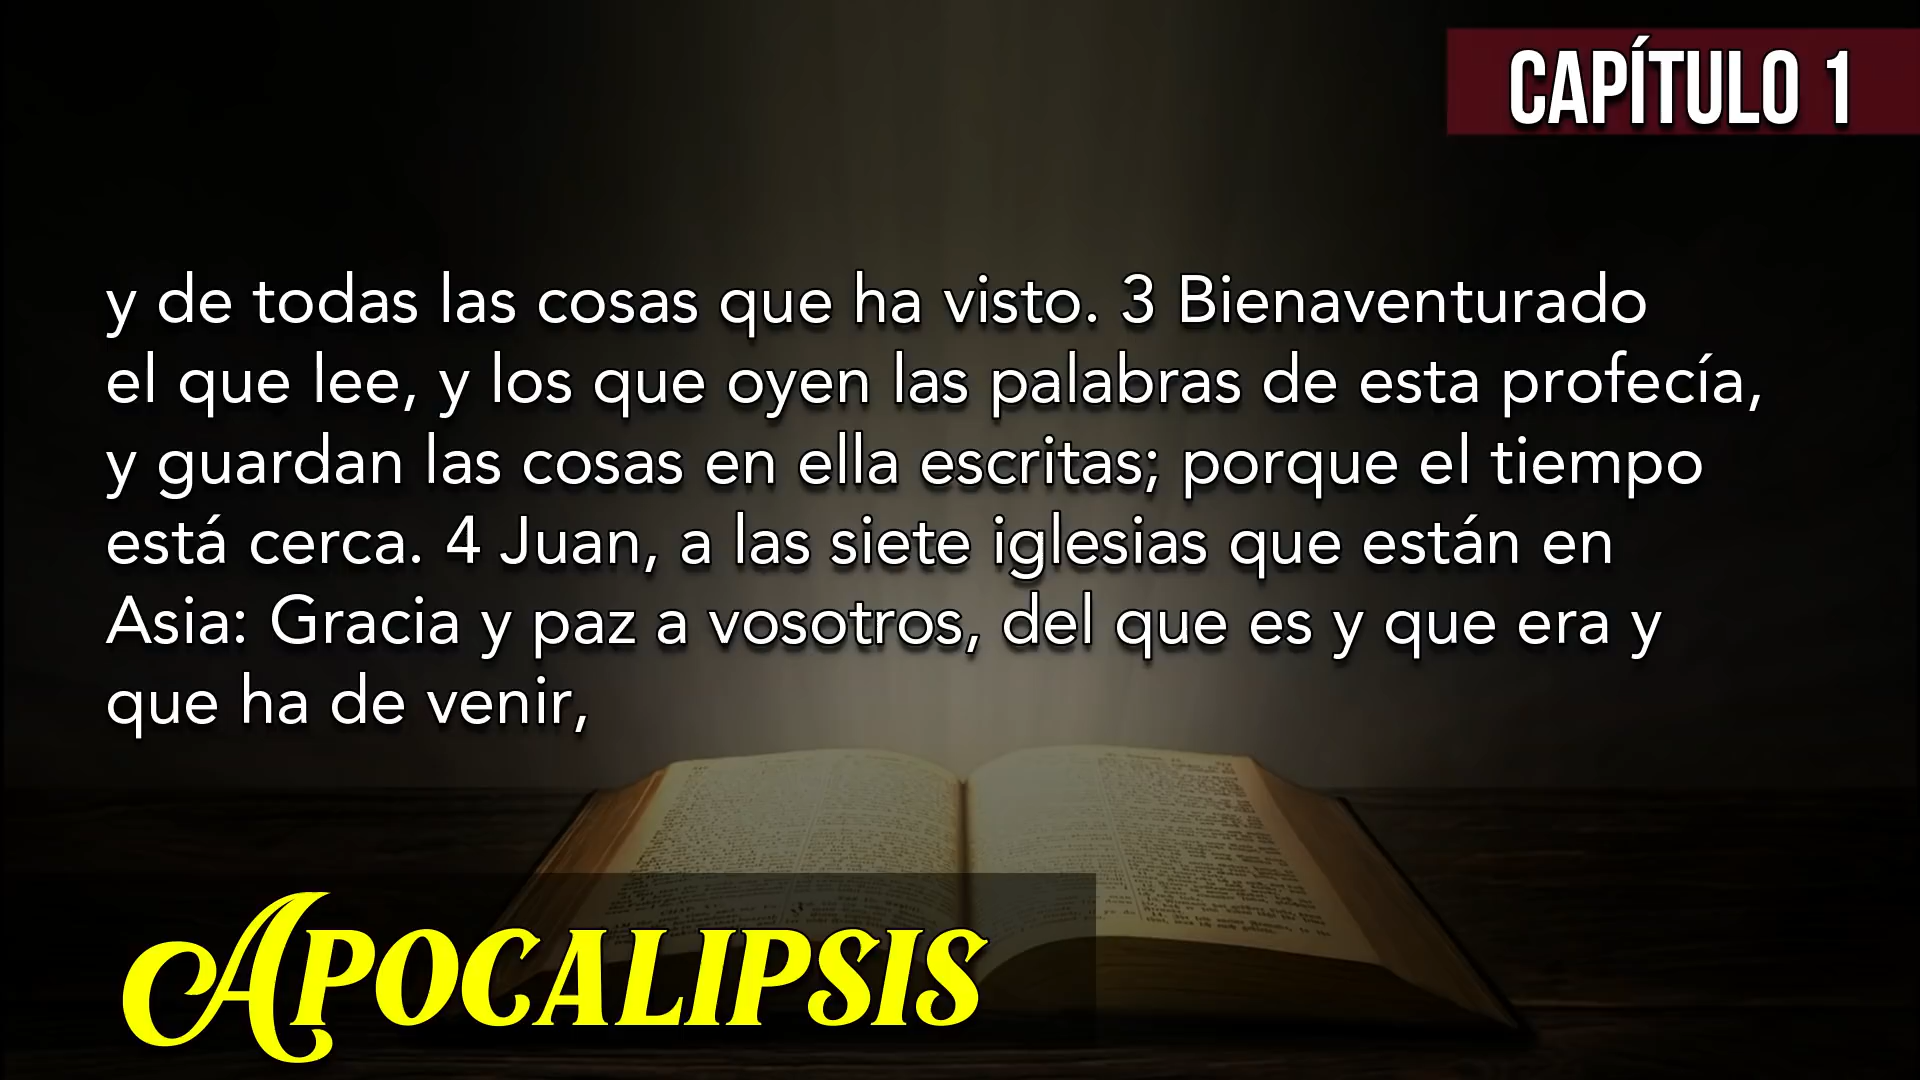 CAPÍTULO 1
y de todas las cosas que ha visto. 3 Bienaventurado
el que lee, y los que oyen las palabras de esta profecía,
y guardan las cosas en ella escritas; porque el tiempo
está cerca. 4 Juan, a las siete iglesias que están en
Asia: Gracia y paz a vosotros, del que es y que era y
que ha de venir,
APOCALIPSIS